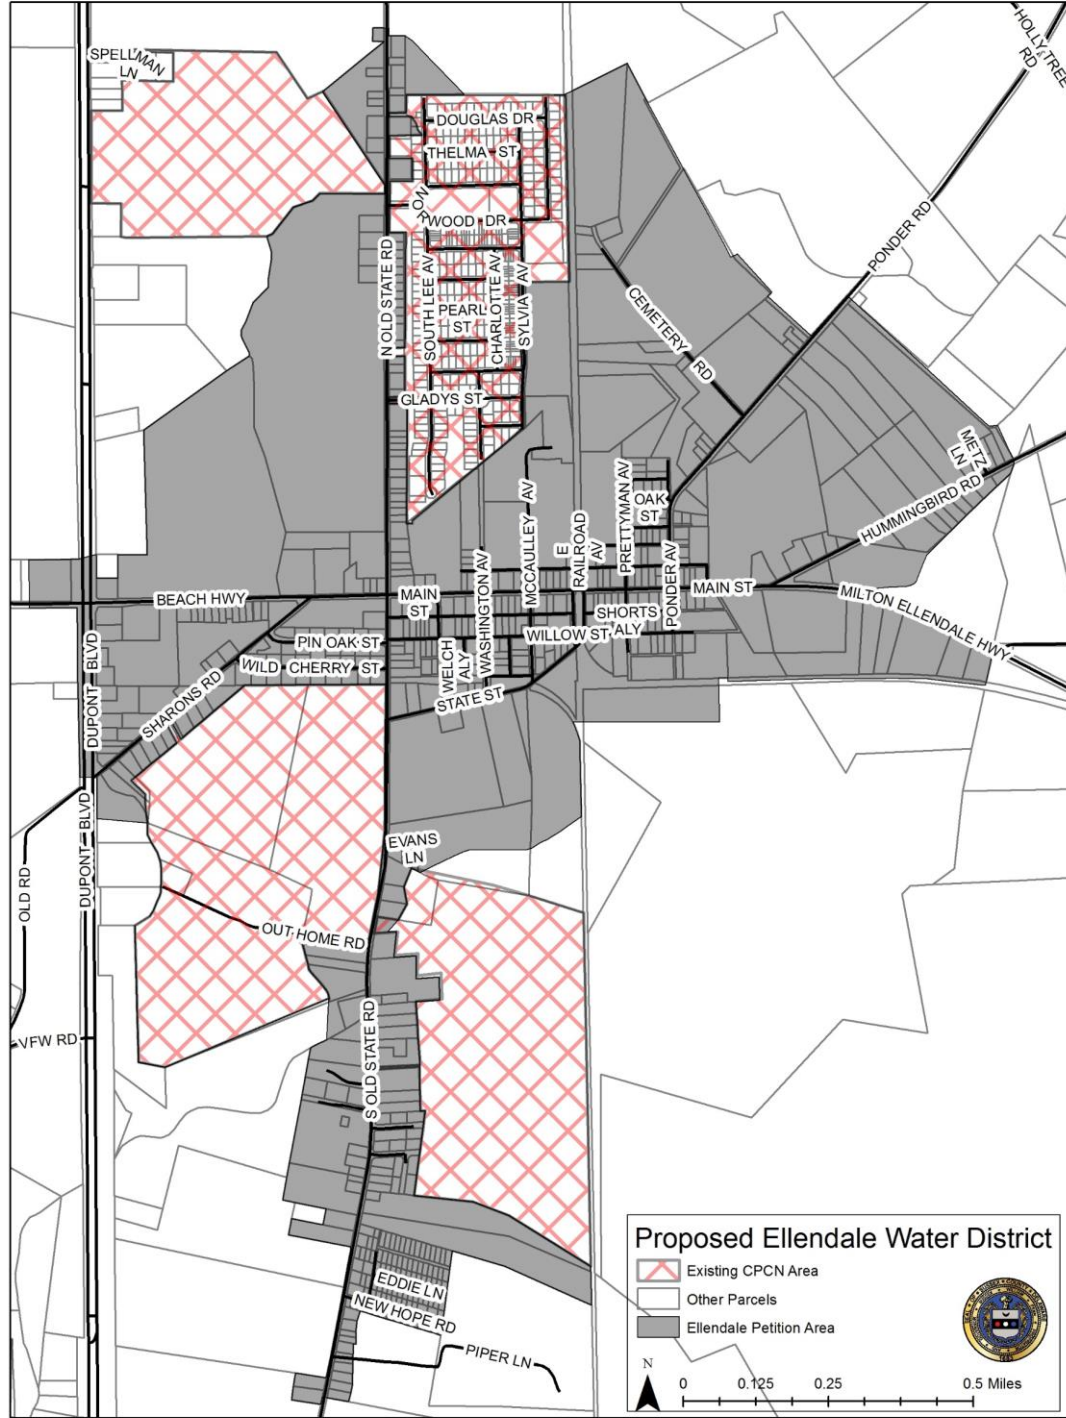 SPELLMAN
LN
HOLLY TREE
RD
DOUGLAS DR
THELMA ST
WOOD DR
PONDER RD
N OLD STATE RD
SOUTH LEE AV
CHARLOTTE AV
SYLVIA AV
PEARL
ST
CEMETERY RD
GLADYS ST
METZ
LN
HUMMINGBIRD RD
OAK
ST
PRETTYMAN AV
MCCAULLEY AV
E
RAILROAD
AV
WASHINGTON AV
PONDER AV
BEACH HWY
MAIN
ST
MAIN ST
MILTON ELLENDALE HWY
SHORTS
ALY
WILLOW ST
PIN OAK ST
WILD CHERRY ST
WELCH
ALY
STATE ST
SHARONS RD
DUPONT BLVD
DUPONT BLVD
EVANS
LN
OLD RD
OUT HOME RD
VFW RD
S OLD STATE RD
EDDIE LN
NEW HOPE RD
PIPER LN
Proposed Ellendale Water District
Existing CPCN Area
Other Parcels
Ellendale Petition Area
N
0 0.125 0.25 0.5 Miles